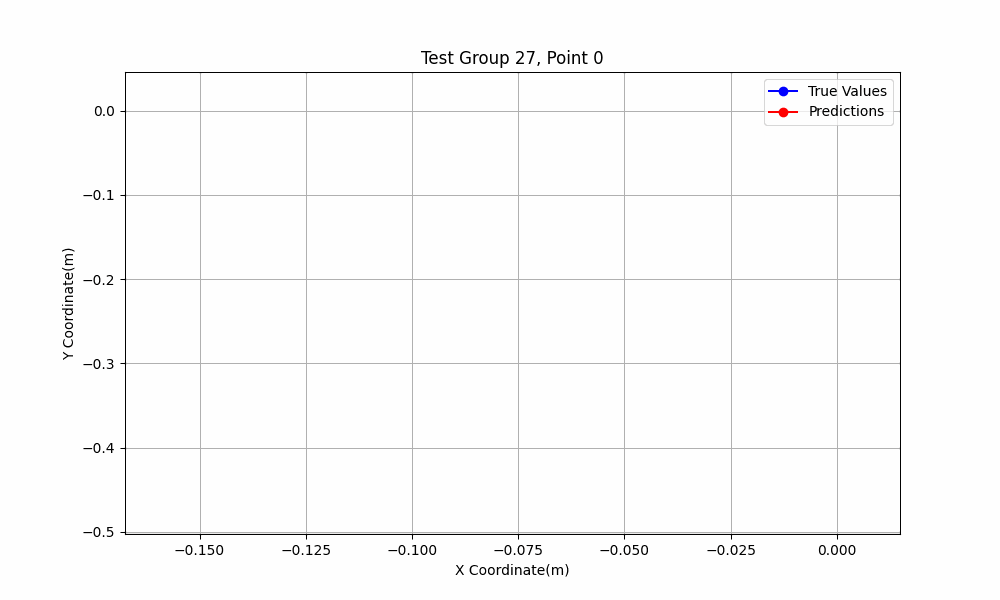 Test Group 27, Point 0
True Values
Predictions
0.0
−0.1
−0.2
−0.3
−0.4
−0.5
Y Coordinate(m)
−0.150 −0.125 −0.100 −0.075 −0.050 −0.025 0.000
X Coordinate(m)